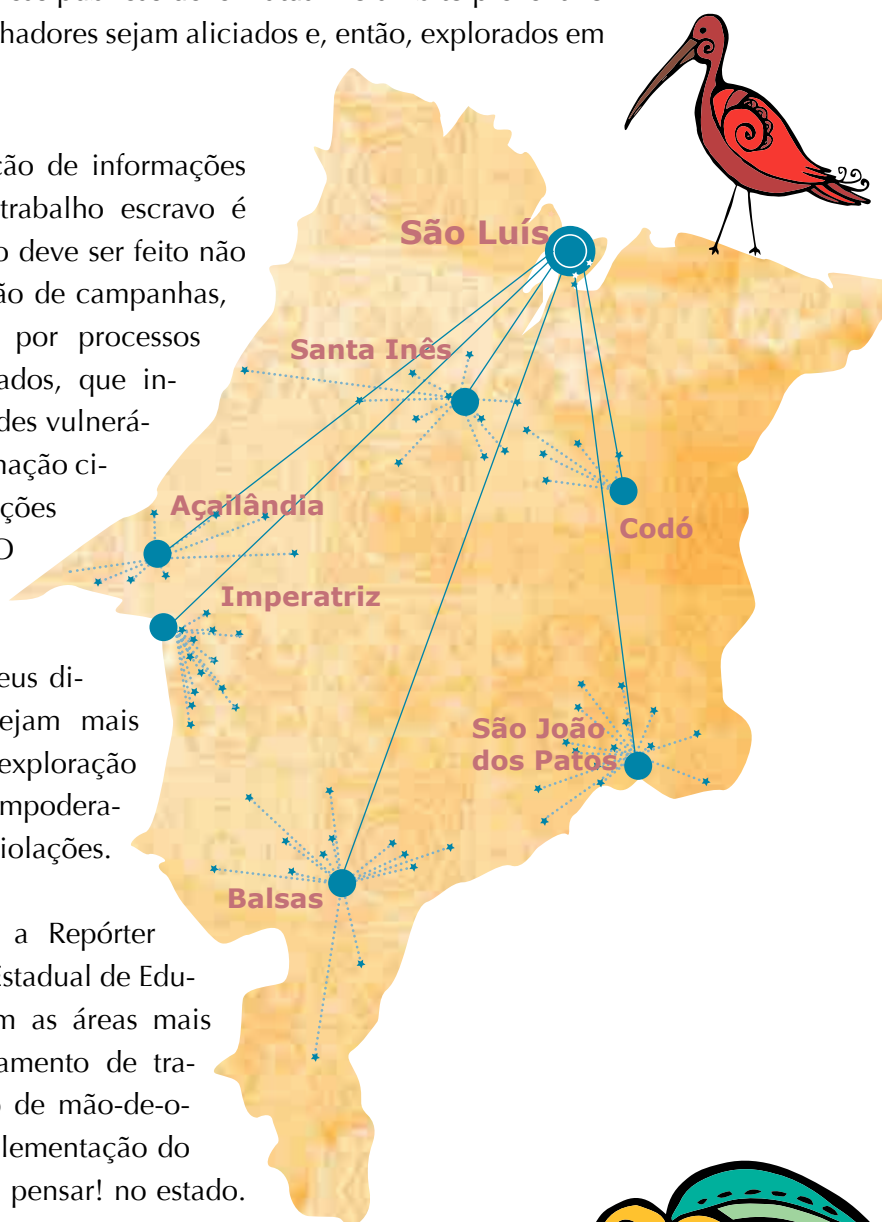 hadores sejam aliciados e, então, explorados em
ção de informações
trabalho escravo é
o deve ser feito não
ão de campanhas,
por processos
ados, que in-
des vulnerá-
nação ci-
ções
O
eus di-
ejam mais
exploração
mpodera-
iolações.
a Repórter
Estadual de Edu-
m as áreas mais
amento de tra-
o de mão-de-o-
plementação do
pensar! no estado.
São Luís
Santa Inês
Açailândia
Codó
Imperatriz
São João
dos Patos
Balsas